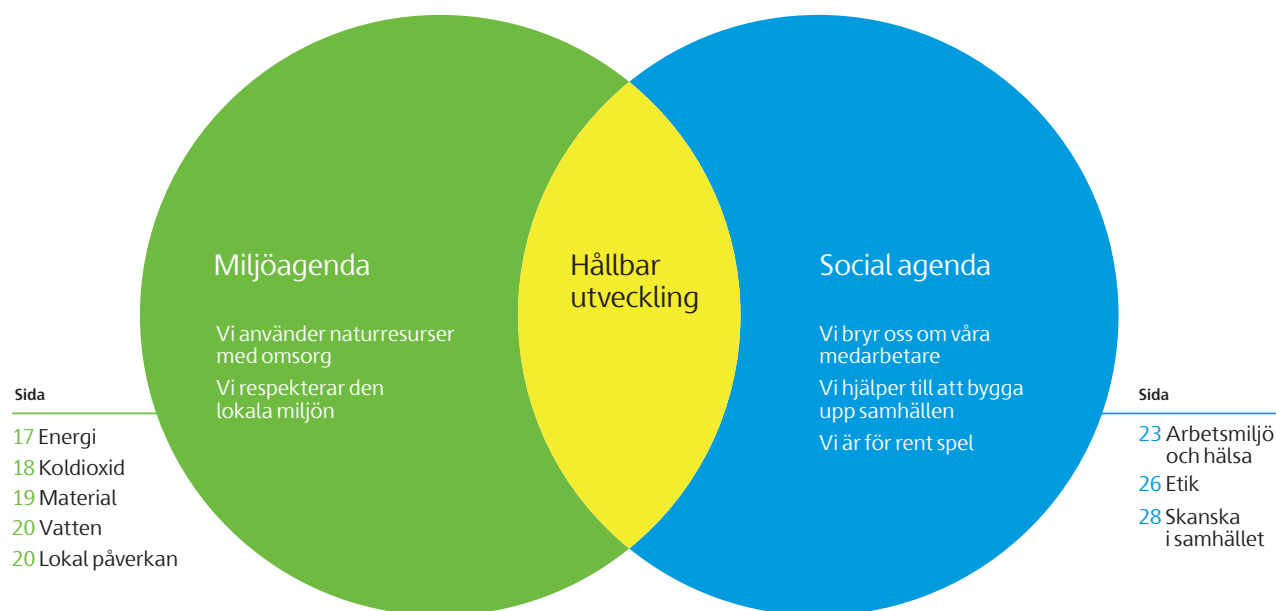 Miljöagenda
Vi använder naturresurser
med omsorg
Vi respekterar den
lokala miljön
Hållbar
utveckling
Social agenda
Vi bryr oss om våra
medarbetare
Vi hjälper till att bygga
upp samhällen
Vi är för rent spel
Sida
17 Energi
18 Koldioxid
19 Material
20 Vatten
20 Lokal påverkan
Sida
23 Arbetsmiljö
och hälsa
26 Etik
28 Skanska
i samhället